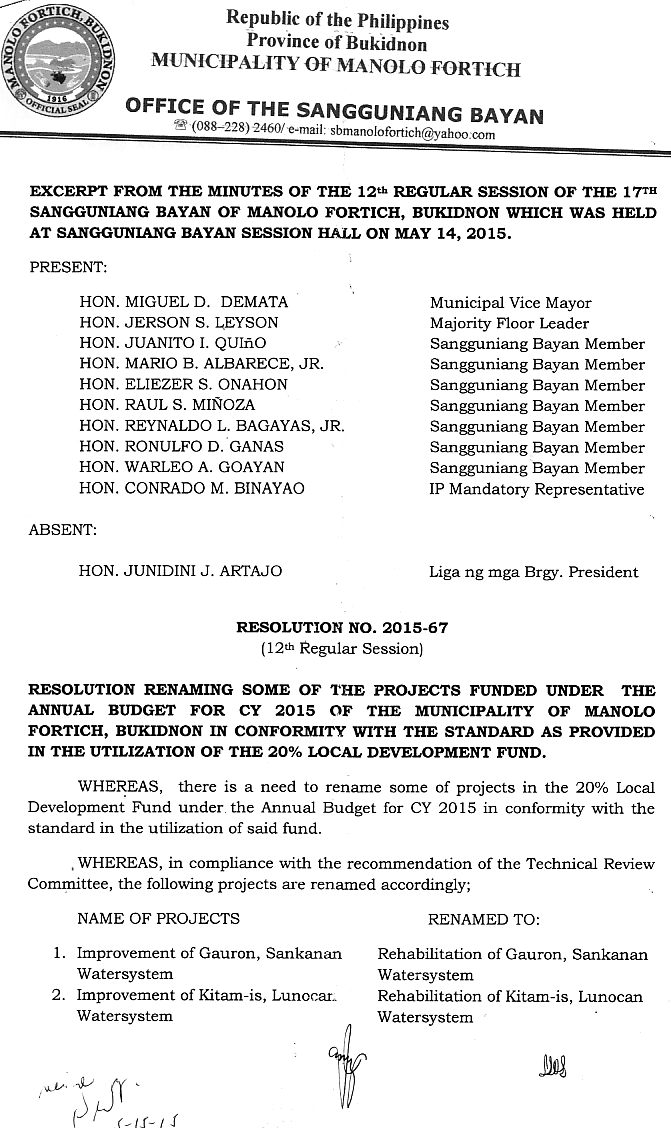 MANOLO FORTICH, BUKIDNON
1916
OFFICIAL SEAL
Republic of the Philippines
Province of Bukidnon
MUNICIPALITY OF MANOLO FORTICH
OFFICE OF THE SANGGUNIANG BAYAN
☏ (088–228) 2460/ e-mail: sbmanolofortich@yahoo.com
EXCERPT FROM THE MINUTES OF THE 12th REGULAR SESSION OF THE 17TH
SANGGUNIANG BAYAN OF MANOLO FORTICH, BUKIDNON WHICH WAS HELD
AT SANGGUNIANG BAYAN SESSION HALL ON MAY 14, 2015.
PRESENT:
HON. MIGUEL D. DEMATA Municipal Vice Mayor
HON. JERSON S. LEYSON Majority Floor Leader
HON. JUANITO I. QUIñO Sangguniang Bayan Member
HON. MARIO B. ALBARECE, JR. Sangguniang Bayan Member
HON. ELIEZER S. ONAHON Sangguniang Bayan Member
HON. RAUL S. MIÑOZA Sangguniang Bayan Member
HON. REYNALDO L. BAGAYAS, JR. Sangguniang Bayan Member
HON. RONULFO D. GANAS Sangguniang Bayan Member
HON. WARLEO A. GOAYAN Sangguniang Bayan Member
HON. CONRADO M. BINAYAO IP Mandatory Representative
ABSENT:
HON. JUNIDINI J. ARTAJO Liga ng mga Brgy. President
RESOLUTION NO. 2015-67
(12th Regular Session)
RESOLUTION RENAMING SOME OF THE PROJECTS FUNDED UNDER THE
ANNUAL BUDGET FOR CY 2015 OF THE MUNICIPALITY OF MANOLO
FORTICH, BUKIDNON IN CONFORMITY WITH THE STANDARD AS PROVIDED
IN THE UTILIZATION OF THE 20% LOCAL DEVELOPMENT FUND.
WHEREAS, there is a need to rename some of projects in the 20% Local
Development Fund under the Annual Budget for CY 2015 in conformity with the
standard in the utilization of said fund.
WHEREAS, in compliance with the recommendation of the Technical Review
Committee, the following projects are renamed accordingly;
NAME OF PROJECTS RENAMED TO:
1. Improvement of Gauron, Sankanan Rehabilitation of Gauron, Sankanan
Watersystem Watersystem
2. Improvement of Kitam-is, Lunocan Rehabilitation of Kitam-is, Lunocan
Watersystem Watersystem
5-15-15